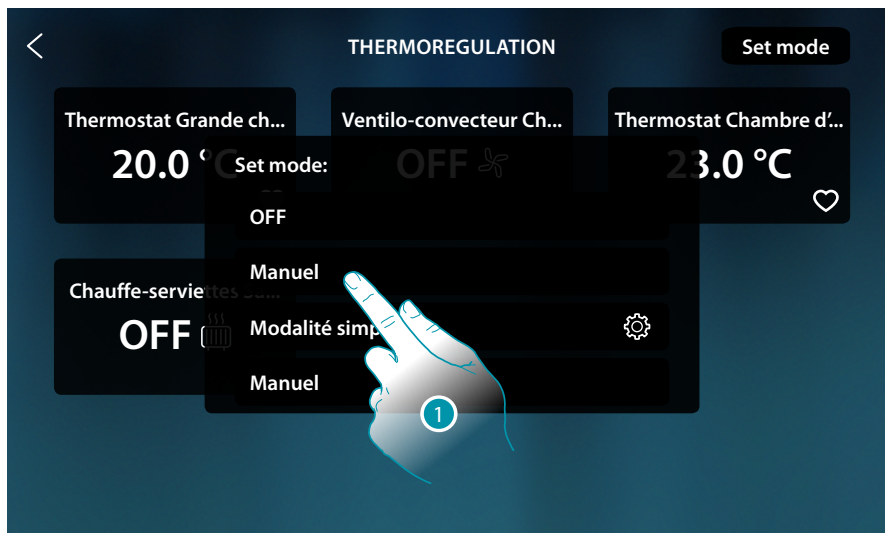 THERMOREGULATION
Set mode
Thermostat Grande ch...
20.0 °C
Ventilo-convecteur Ch...
OFF
Thermostat Chambre d’...
23.0 °C
Set mode:
OFF
Manuel
Modalité simp
Manuel
Chauffe-serviettes
OFF
1